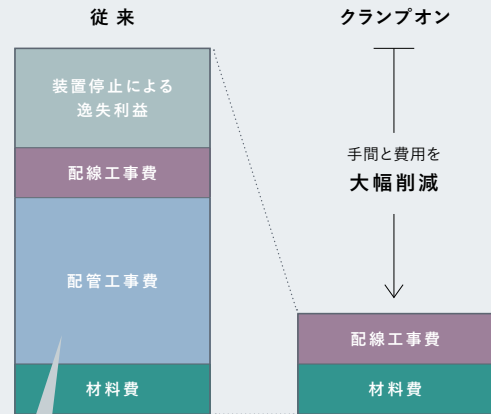 従来
クランプオン
装置停止による
逸失利益
配線工事費
配管工事費
材料費
手間と費用を
大幅削減
配線工事費
材料費